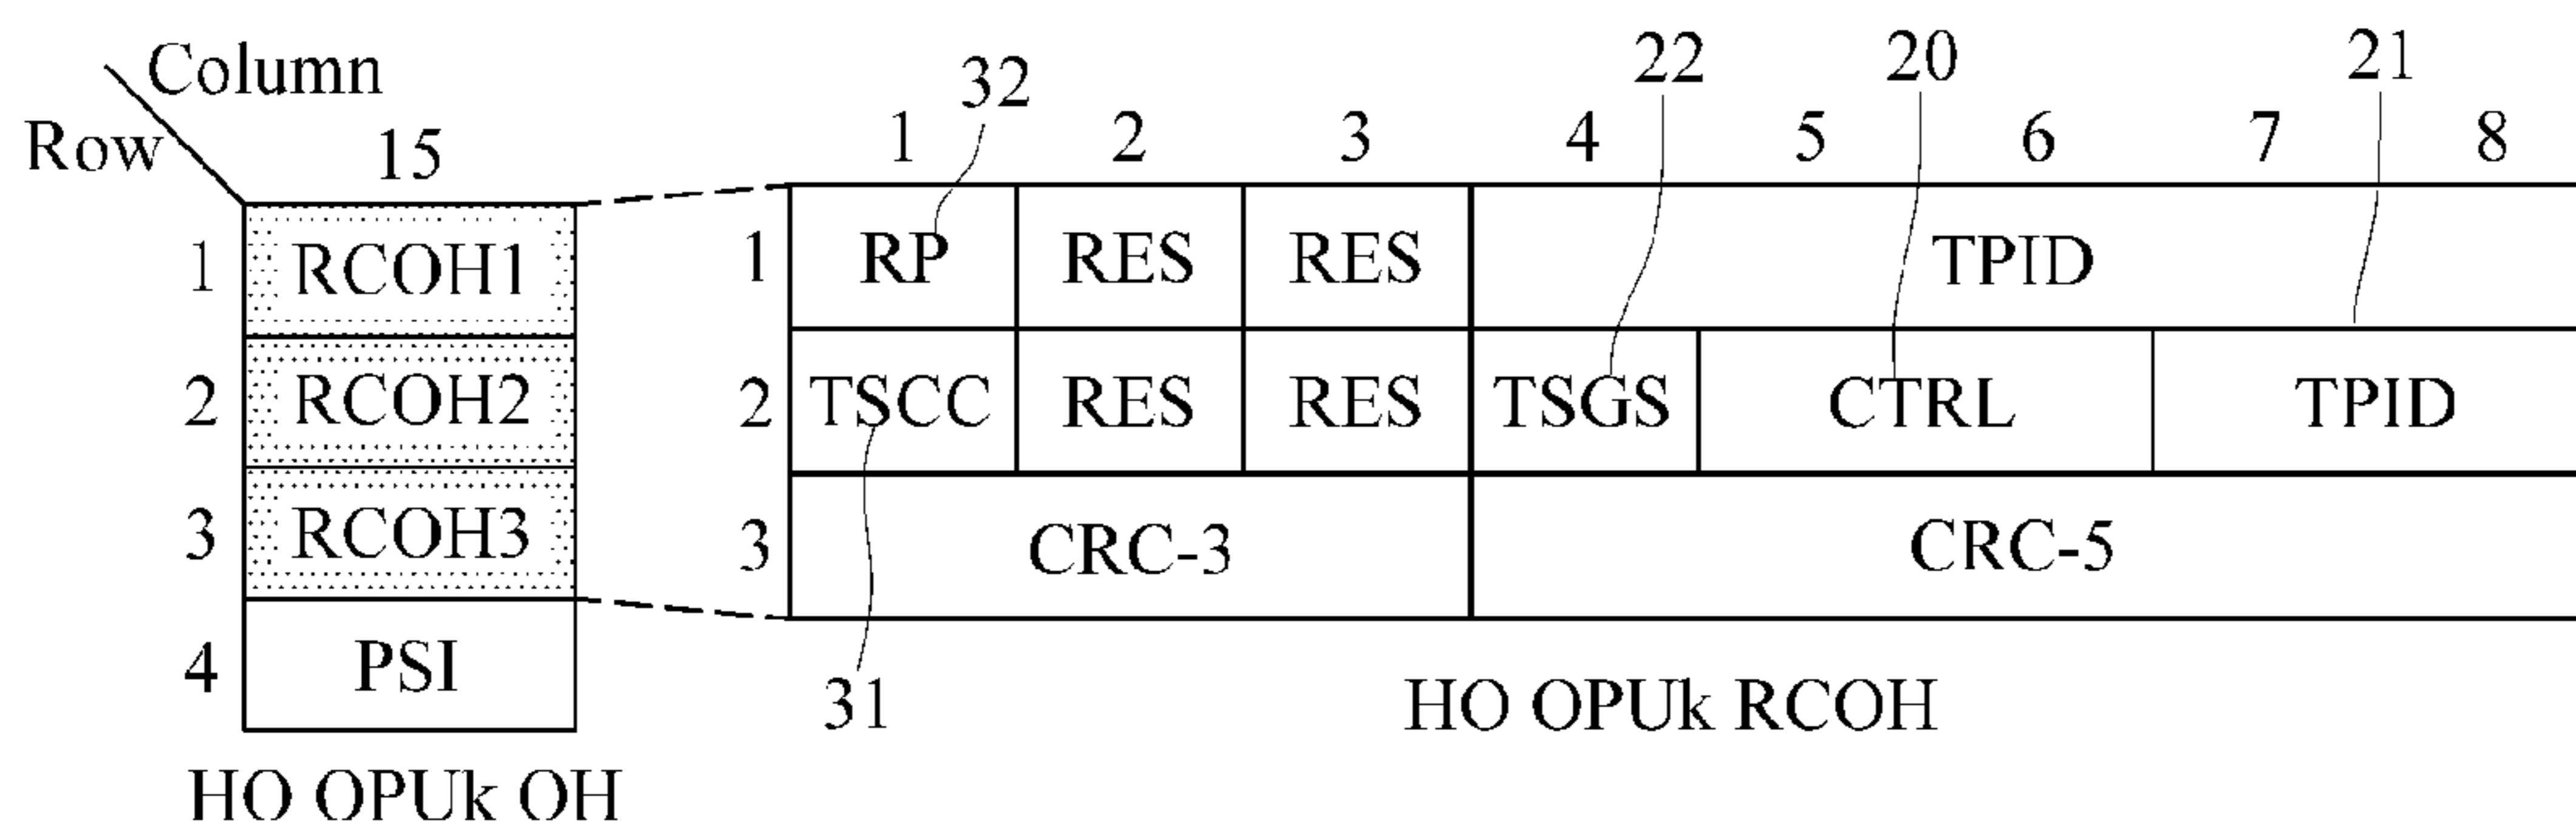 Column
Row
15
32
22
20
21
1 2 3 4 5 6 7 8
1 RCOH1
2 RCOH2
3 RCOH3
4 PSI
HO OPUk OH
1 RP RES RES TPID
2 TSCC RES RES TSGS CTRL TPID
3 CRC-3 CRC-5
31
HO OPUk RCOH